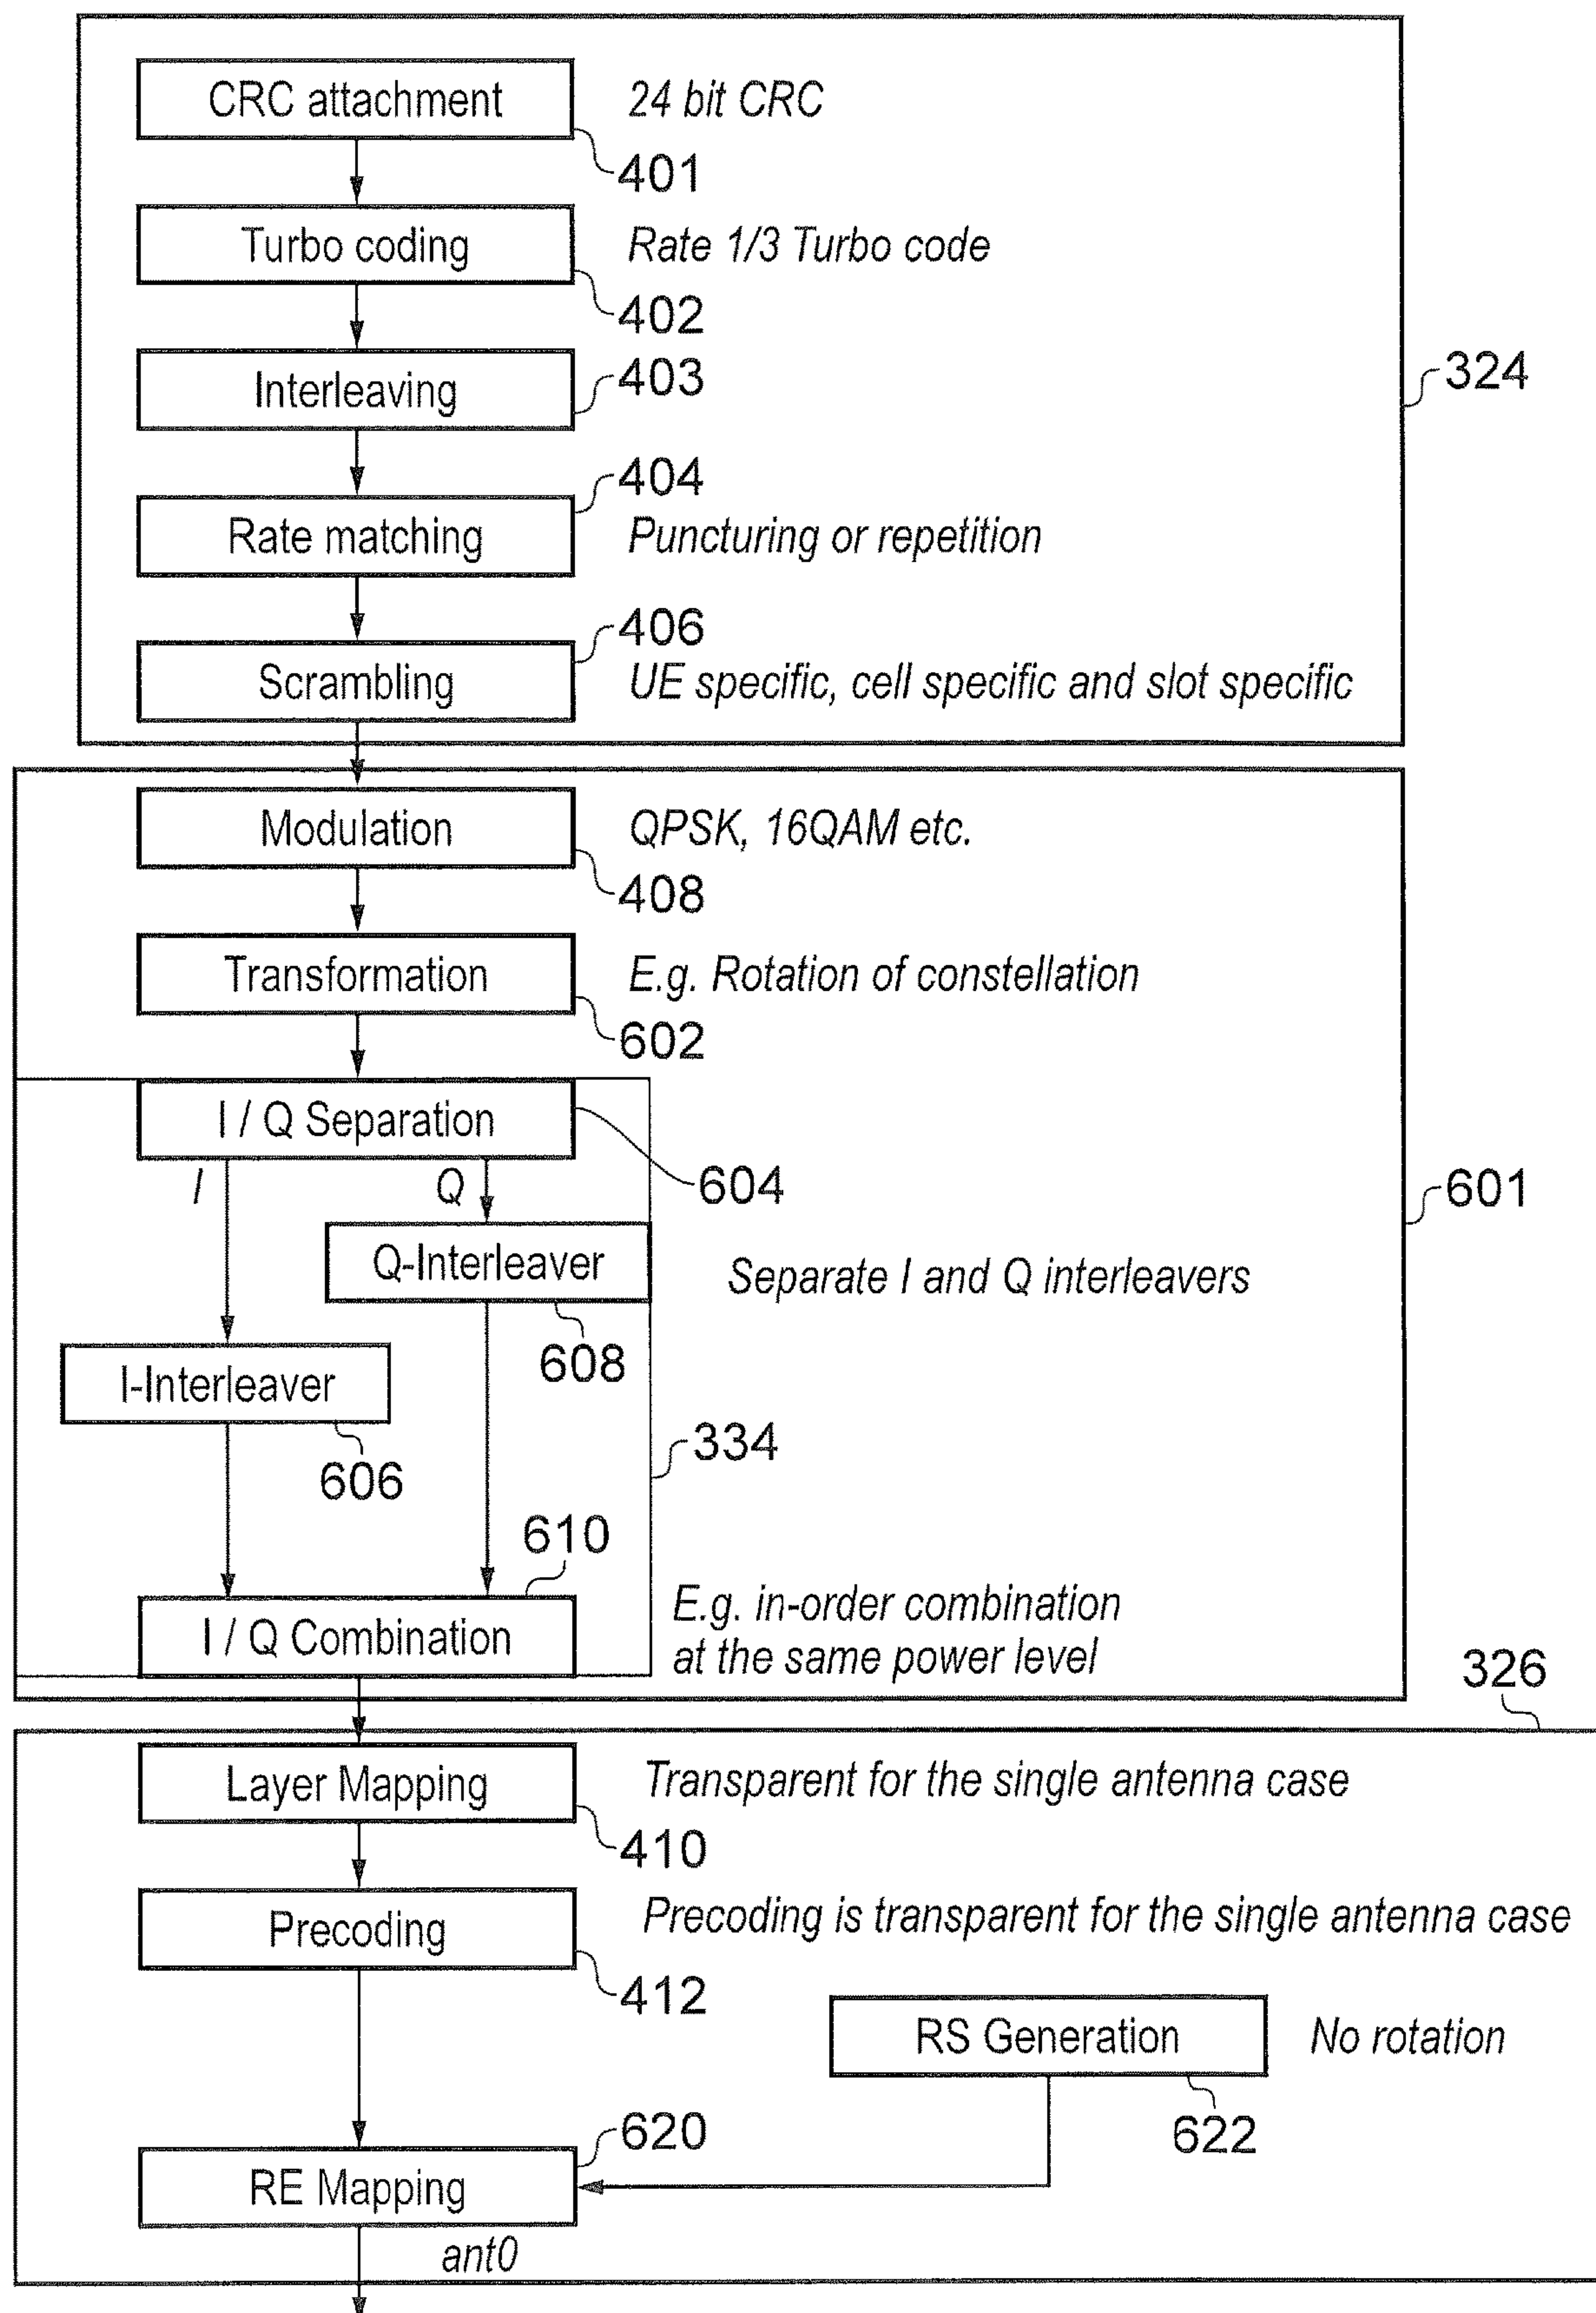 CRC attachment
24 bit CRC
401
Turbo coding
Rate 1/3 Turbo code
402
Interleaving
403
324
404
Rate matching
Puncturing or repetition
406
Scrambling
UE specific, cell specific and slot specific
Modulation
QPSK, 16QAM etc.
408
Transformation
E.g. Rotation of constellation
602
I / Q Separation
I
Q
604
601
Q-Interleaver
Separate I and Q interleavers
608
I-Interleaver
334
606
610
E.g. in-order combination
I / Q Combination
at the same power level
326
Layer Mapping
Transparent for the single antenna case
410
Precoding
Precoding is transparent for the single antenna case
412
RS Generation
No rotation
620
622
RE Mapping
ant0